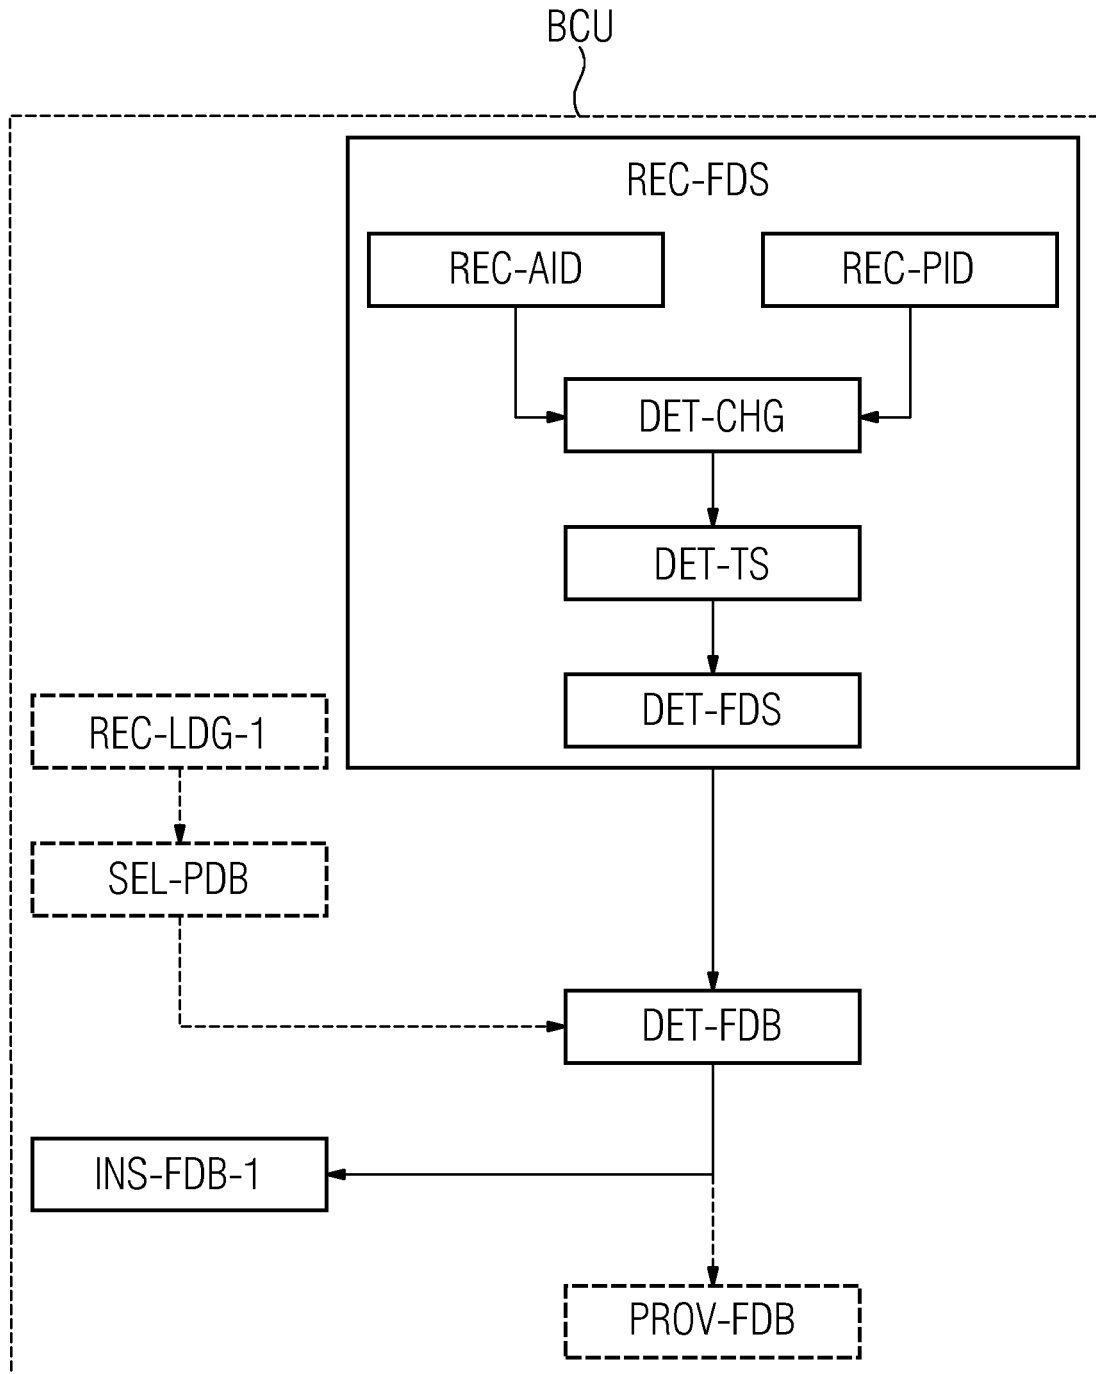 BCU
REC-FDS
REC-AID
REC-PID
DET-CHG
DET-TS
DET-FDS
REC-LDG-1
SEL-PDB
DET-FDB
INS-FDB-1
PROV-FDB